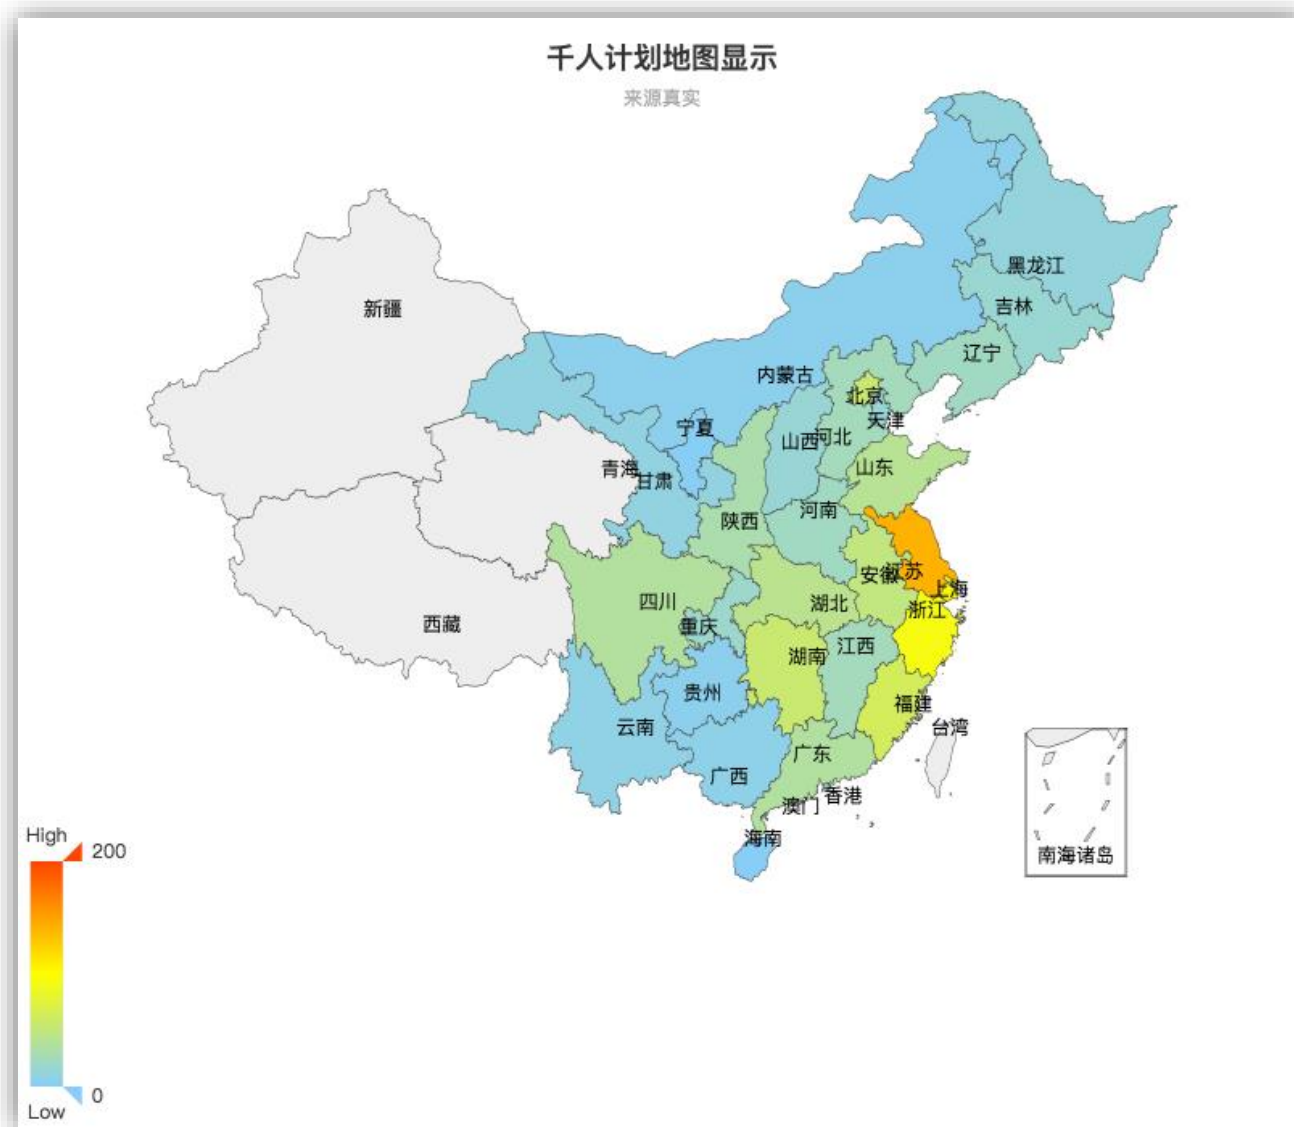 千人计划地图显示
来源真实
黑龙江
吉林
新疆
辽宁
内蒙古
北京
天津
宁夏
山西
河北
山东
青海
甘肃
河南
陕西
江苏
安徽
上海
四川
湖北
浙江
西藏
重庆
江西
湖南
贵州
福建
云南
台湾
广东
广西
香港
澳门
海南
南海诸岛
High
200
0
Low